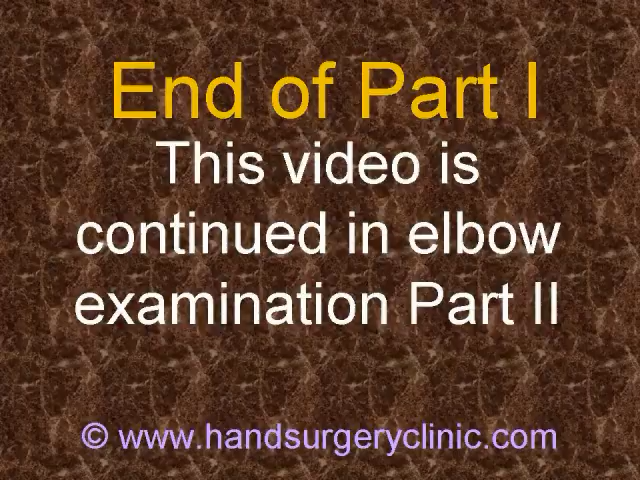 End of Part I
This video is
continued in elbow
examination Part II
© www.handsurgeryclinic.com